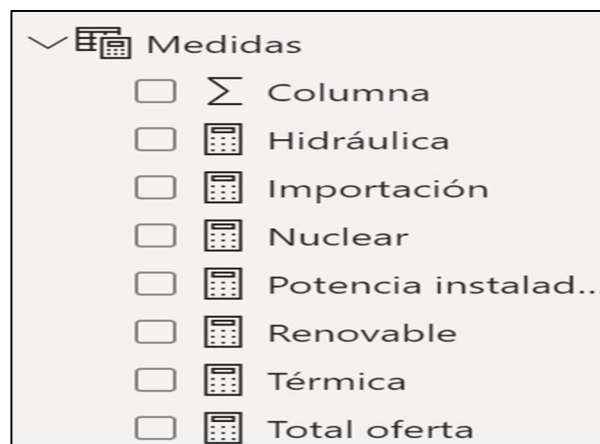 Medidas
Columna
Hidráulica
Importación
Nuclear
Potencia instalad...
Renovable
Térmica
Total oferta